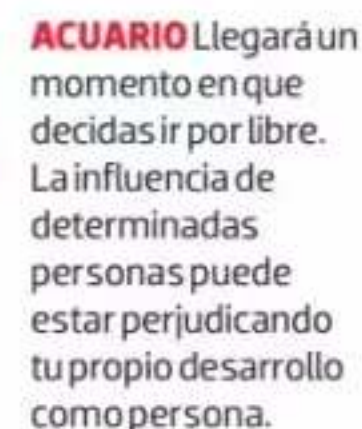 ACUARIO Llegará un
momento en que
decidas ir por libre.
La influencia de
determinadas
personas puede
estar perjudicando
tu propio desarrollo
como persona.